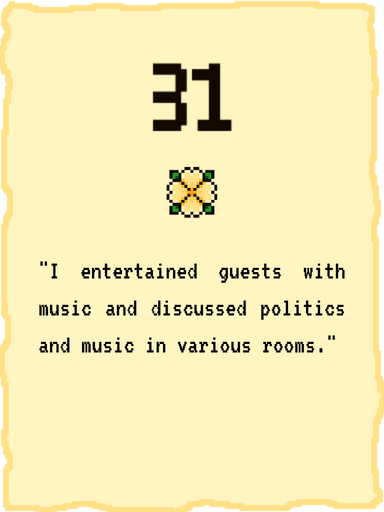 31
"I entertained guests with
music and discussed politics
and music in various rooms."